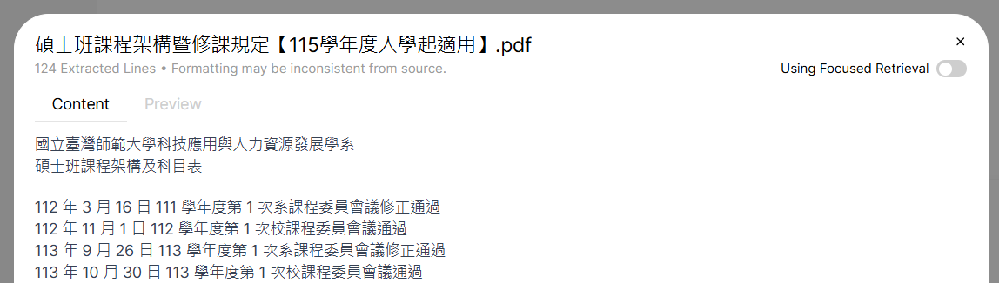 碩士班課程架構暨修課規定【115學年度入學起適用】.pdf
×
124 Extracted Lines • Formatting may be inconsistent from source.
Using Focused Retrieval
Content
Preview
國立臺灣師範大學科技應用與人力資源發展學系
碩士班課程架構及科目表
112 年 3 月 16 日 111 學年度第 1 次系課程委員會議修正通過
112 年 11 月 1 日 112 學年度第 1 次校課程委員會議通過
113 年 9 月 26 日 113 學年度第 1 次系課程委員會議修正通過
113 年 10 月 30 日 113 學年度第 1 次校課程委員會議通過